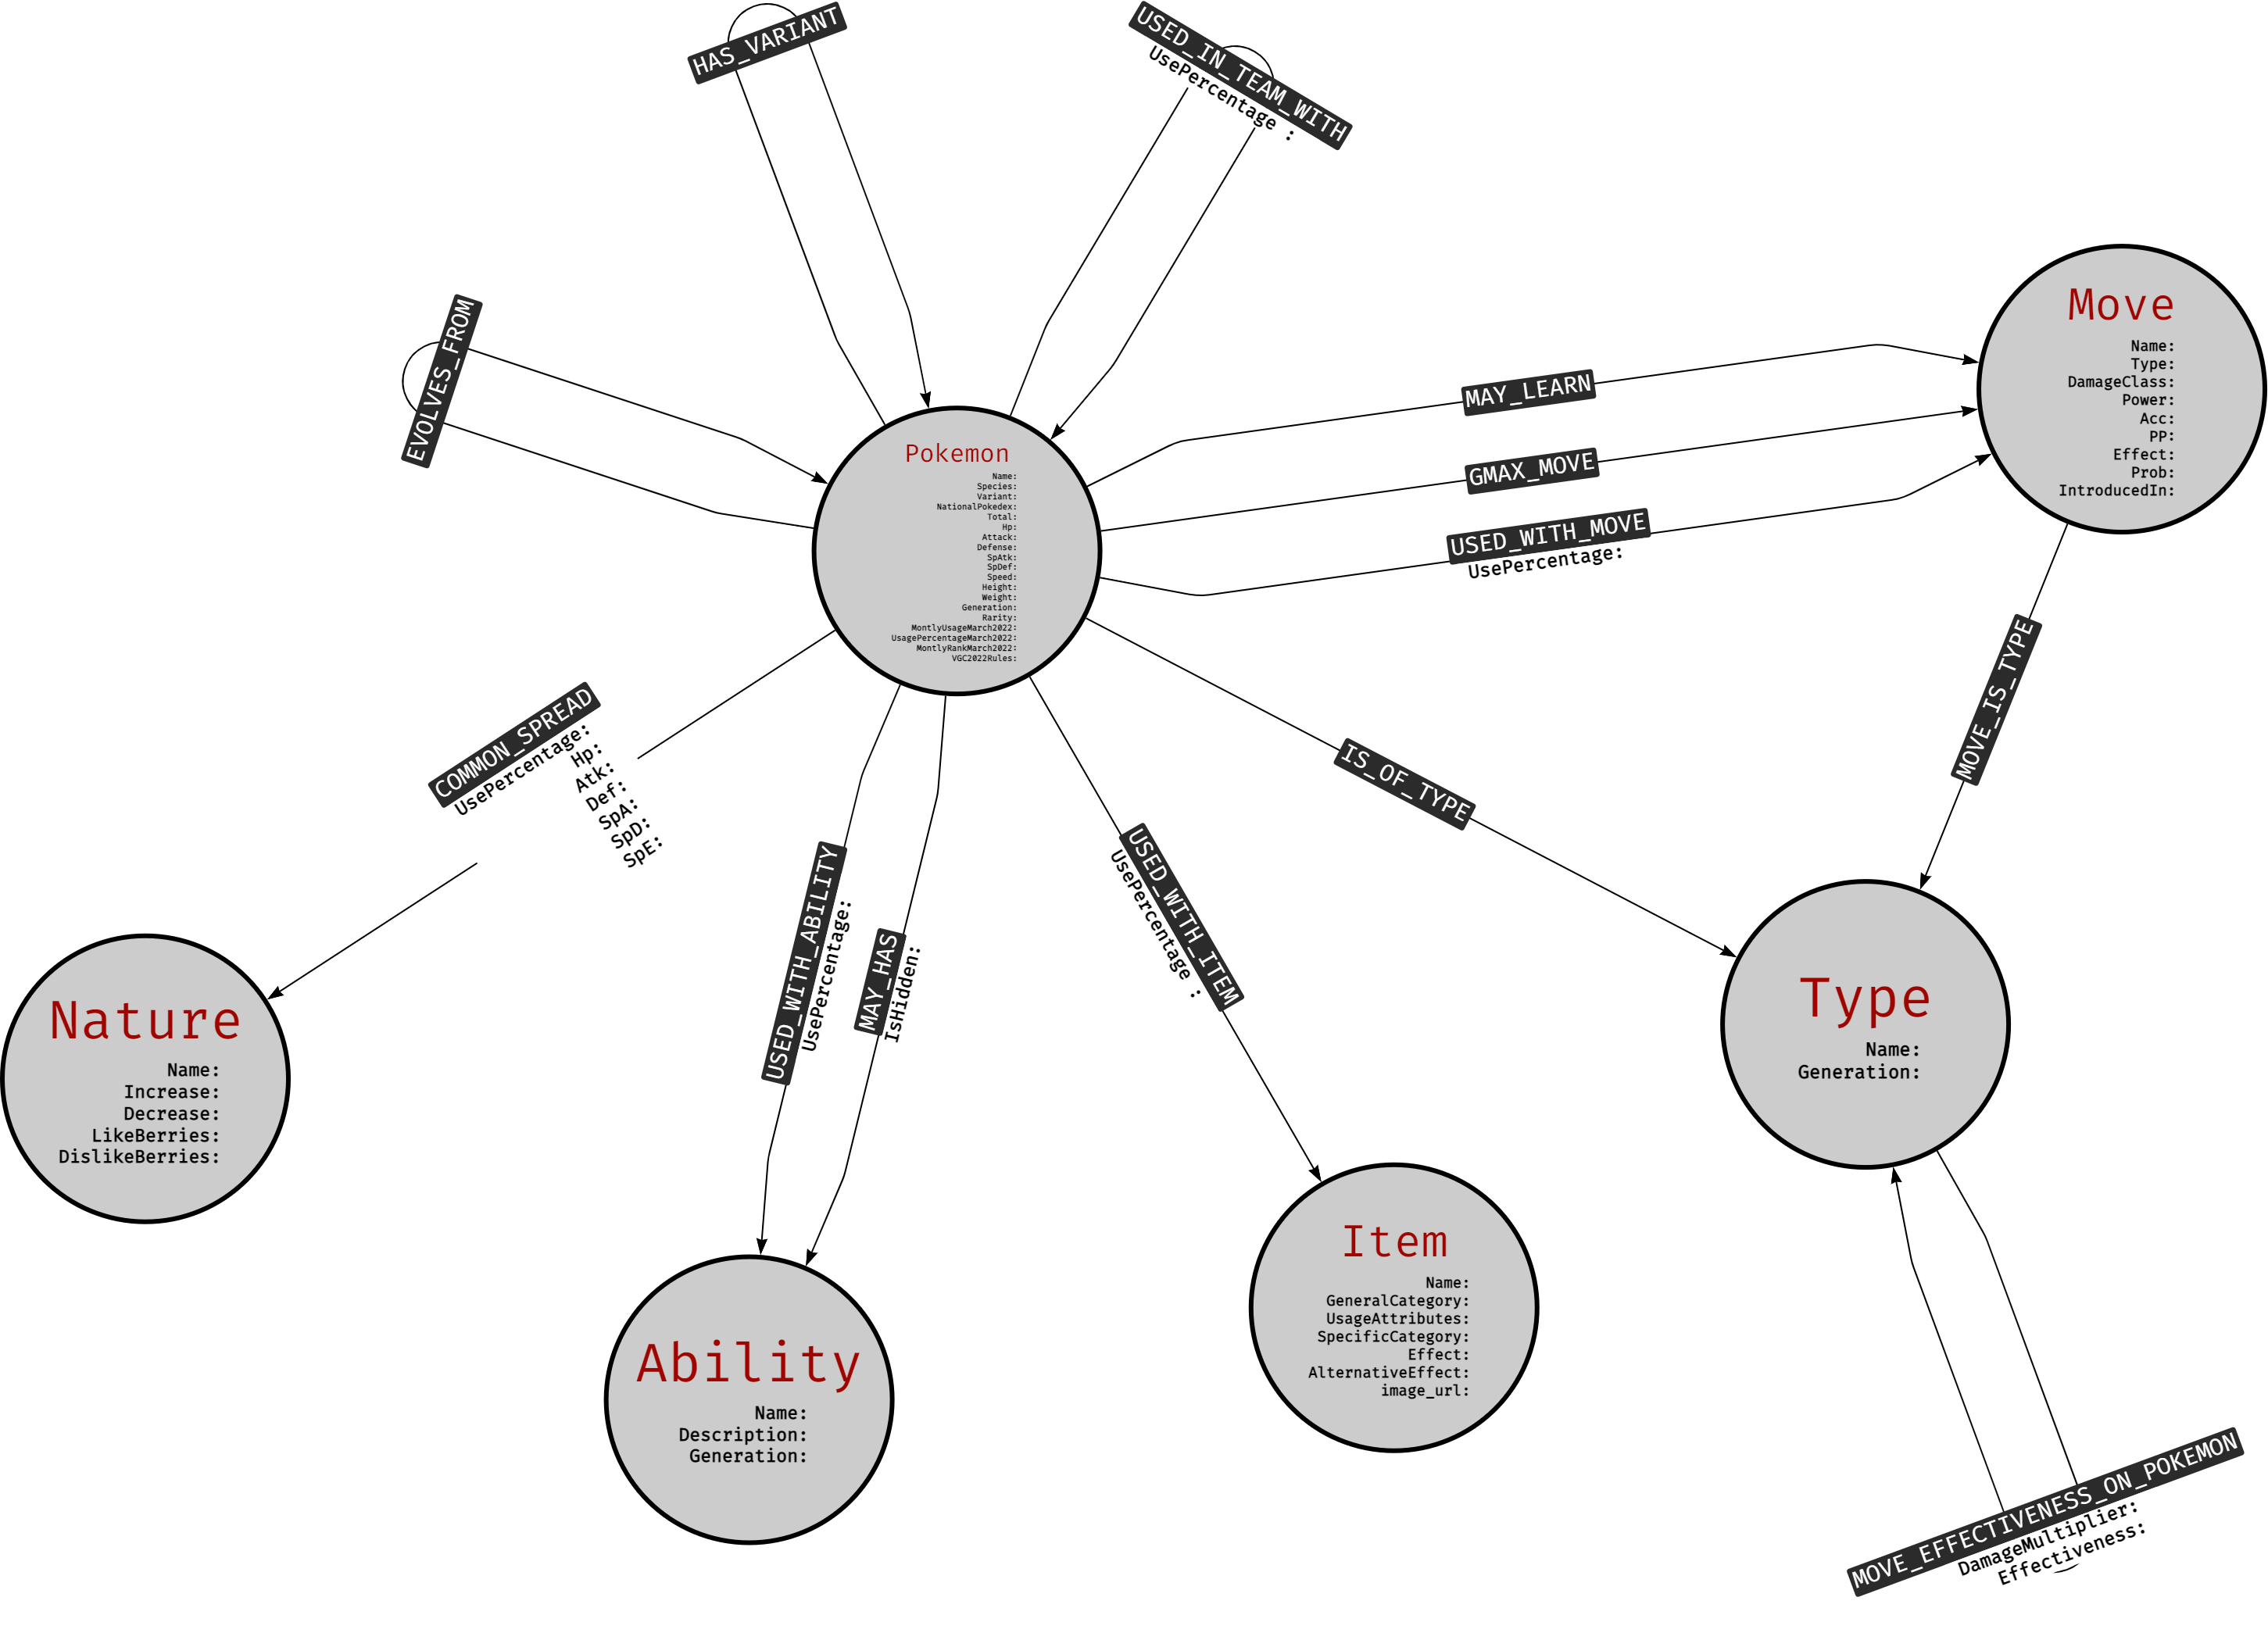 HAS_VARIANT
USED_IN_TEAM_WITH
UsePercentage :
EVOLVES_FROM
Move
Name:
Type:
DamageClass:
Power:
Acc:
PP:
Effect:
Prob:
IntroducedIn:
MAY_LEARN
GMAX_MOVE
USED_WITH_MOVE
UsePercentage:
Pokemon
Name:
Species:
Variant:
NationalPokedex:
Total:
Hp:
Attack:
Defense:
SpAtk:
SpDef:
Speed:
Height:
Weight:
Generation:
Rarity:
MontlyUsageMarch2022:
UsagePercentageMarch2022:
MontlyRankMarch2022:
VGC2022Rules:
MOVE_IS_TYPE
COMMON_SPREAD
UsePercentage:
Hp:
Atk:
Def:
SpA:
SpD:
SpE:
IS_OF_TYPE
USED_WITH_ABILITY
UsePercentage:
MAY_HAS
IsHidden:
USED_WITH_ITEM
UsePercentage :
Nature
Name:
Increase:
Decrease:
LikeBerries:
DislikeBerries:
Type
Name:
Generation:
Ability
Name:
Description:
Generation:
Item
Name:
GeneralCategory:
UsageAttributes:
SpecificCategory:
Effect:
AlternativeEffect:
image_url:
MOVE_EFFECTIVENESS_ON_POKEMON
DamageMultiplier:
Effectiveness: